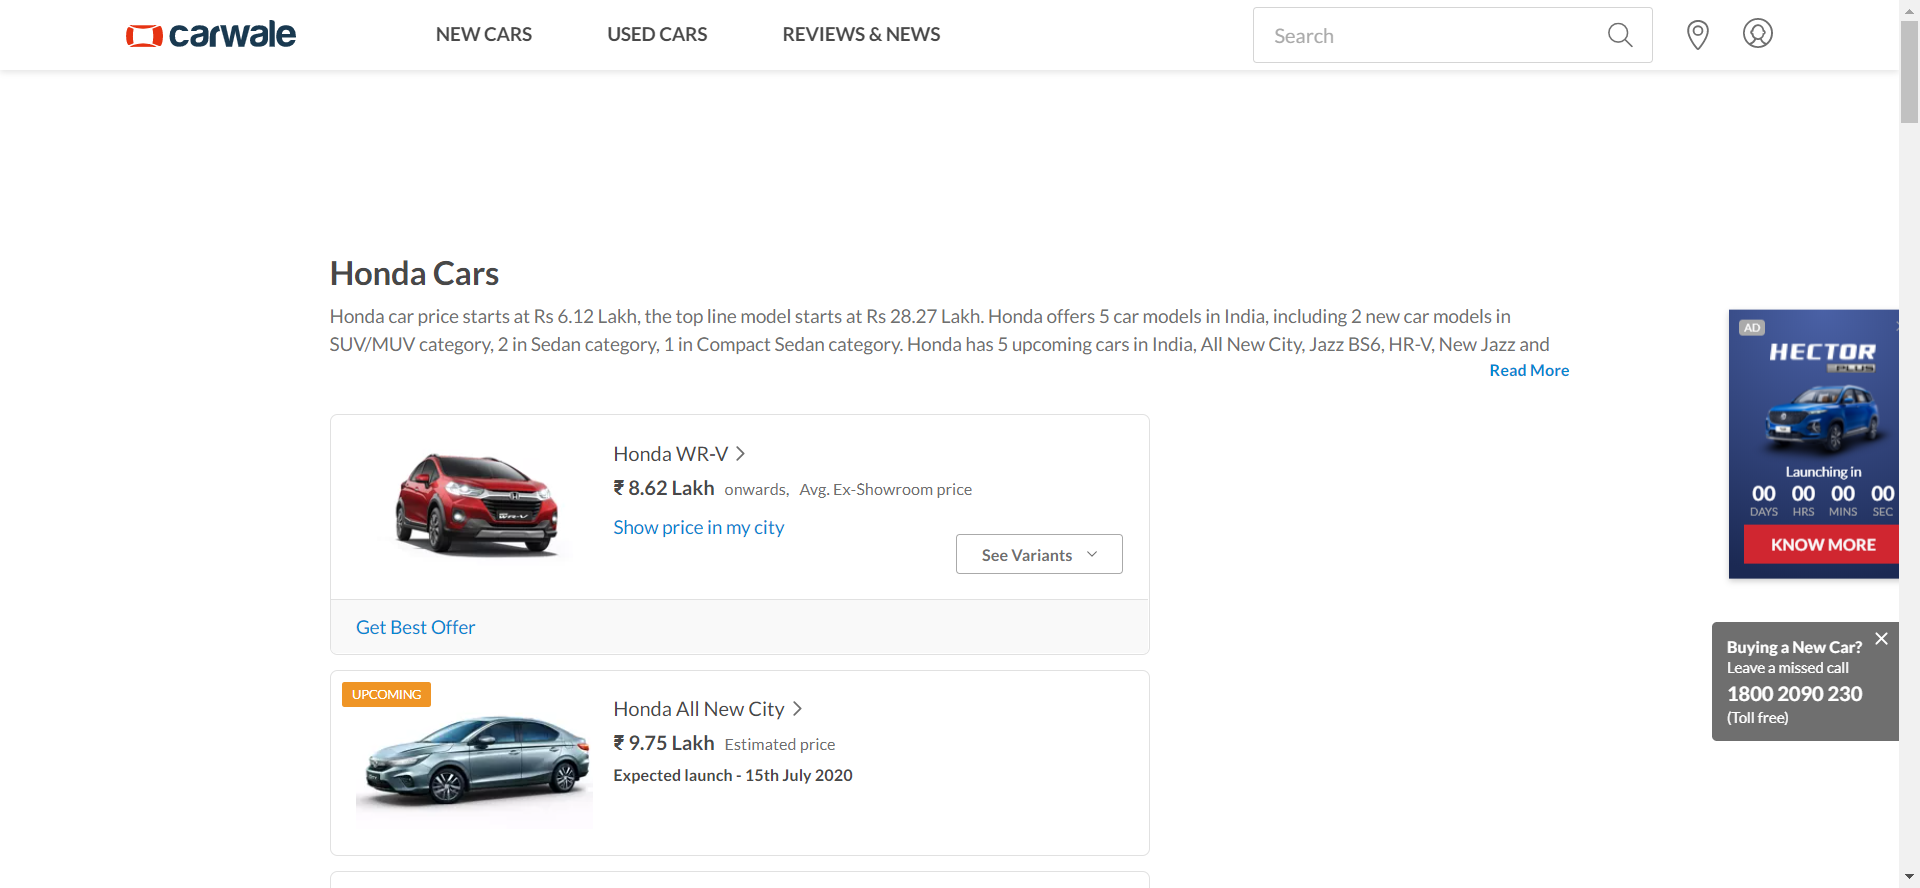 carwale
NEW CARS
USED CARS
REVIEWS & NEWS
Search
Honda Cars
Honda car price starts at Rs 6.12 Lakh, the top line model starts at Rs 28.27 Lakh. Honda offers 5 car models in India, including 2 new car models in
SUV/MUV category, 2 in Sedan category, 1 in Compact Sedan category. Honda has 5 upcoming cars in India, All New City, Jazz BS6, HR-V, New Jazz and
Read More
Honda WR-V
₹ 8.62 Lakh onwards, Avg. Ex-Showroom price
Show price in my city
See Variants
Get Best Offer
UPCOMING
Honda All New City
₹ 9.75 Lakh Estimated price
Expected launch - 15th July 2020
AD
HECTOR
PLUS
Launching in
00 00 00 00
DAYS HRS MINS SEC
KNOW MORE
Buying a New Car?
Leave a missed call
1800 2090 230
(Toll free)